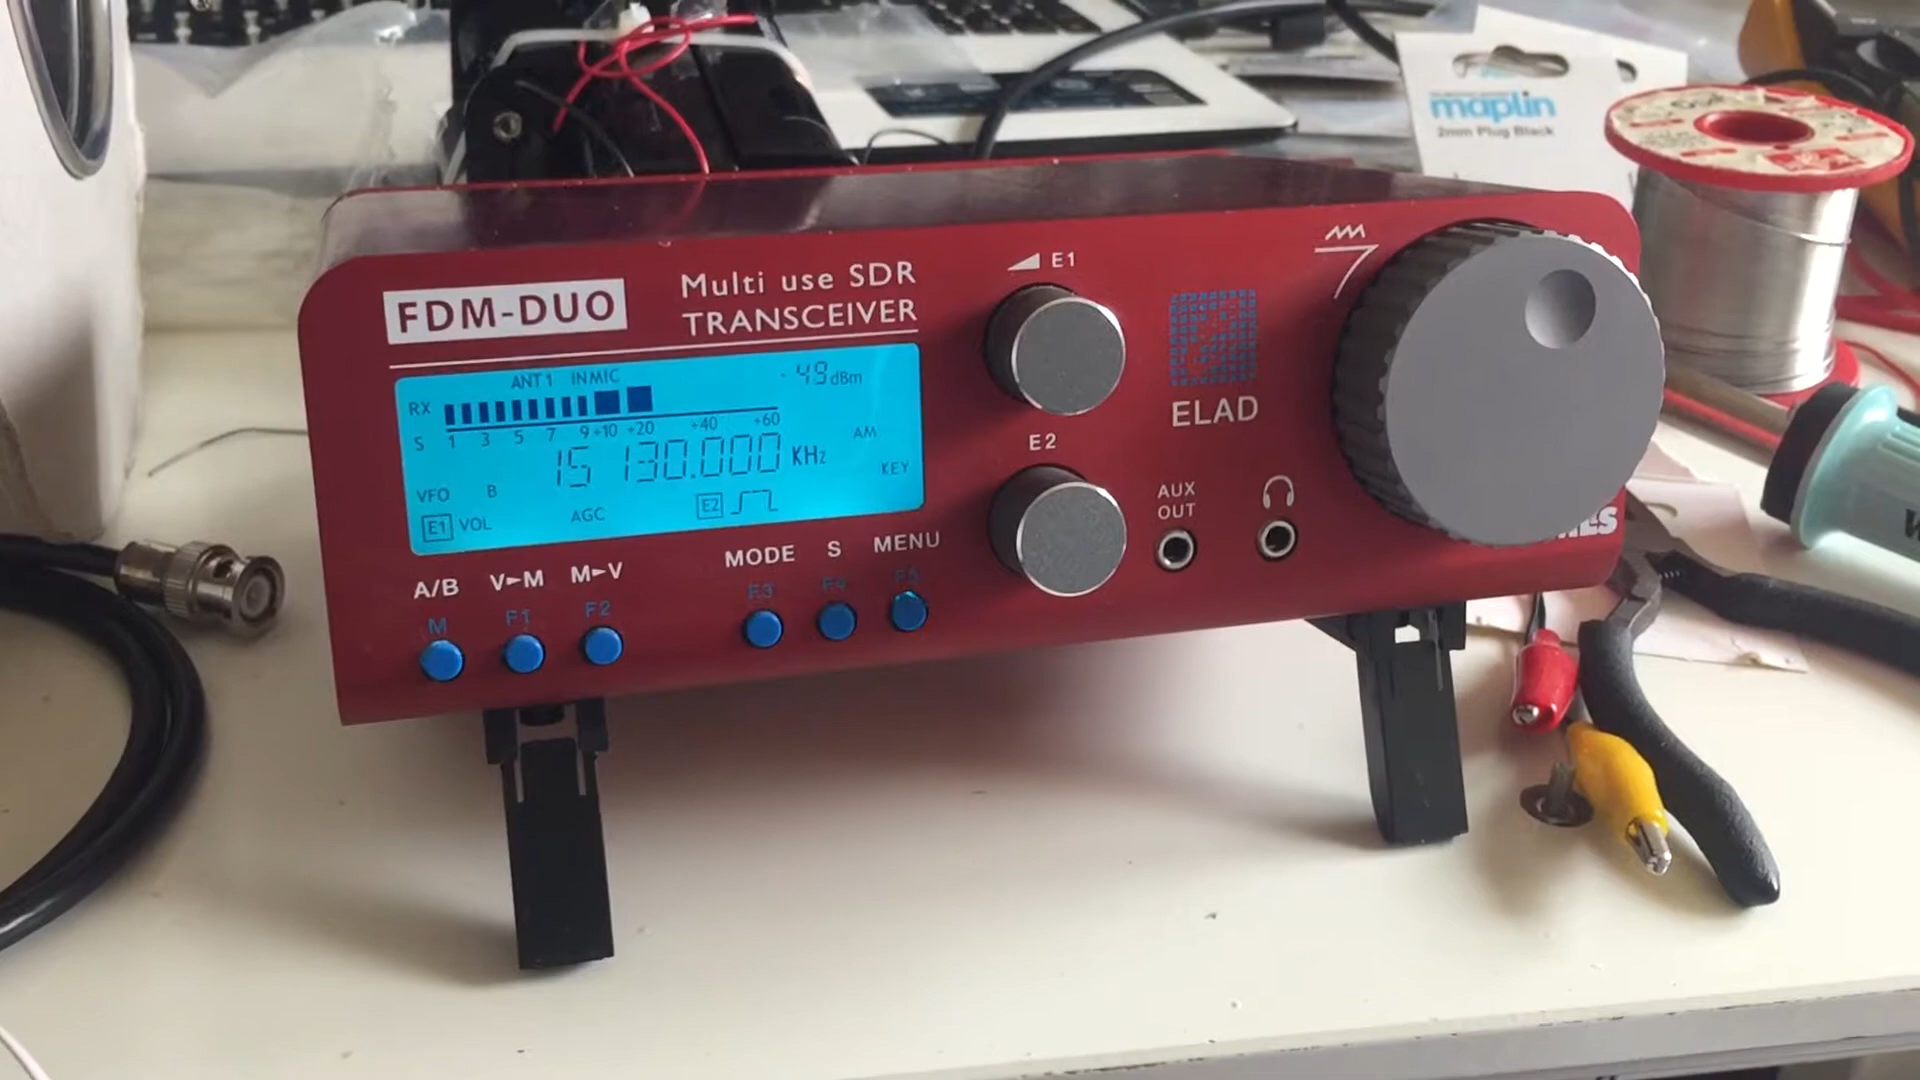 maplin
2mm Plug Black
FDM-DUO
Multi use SDR
TRANSCEIVER
E1
ELAD
E2
AUX
OUT
ANT1 INMIC -49dBm
RX
S 1 3 5 7 9 +10 +20 +40 +60
AM
15 130.000 KHz
KEY
VFO B
E1 VOL AGC E2
A/B V►M M►V MODE S MENU
M F1 F2 F3 F4 F5